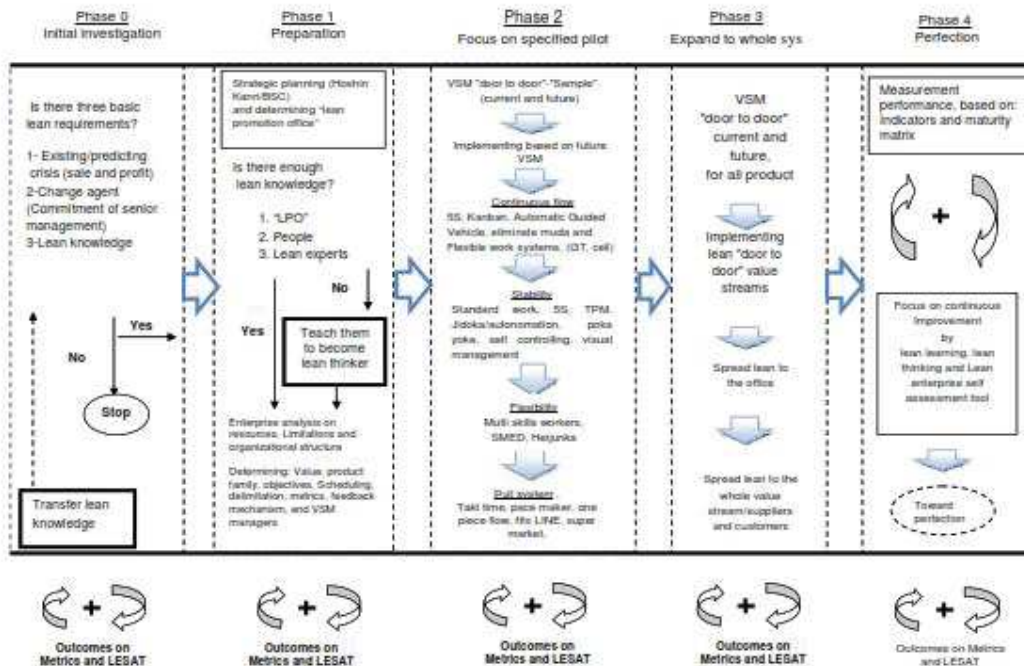 Phase 0
Initial investigation
Is there three basic
lean requirements?
1- Existing/predicting
crisis (sale and profit)
2-Change agent
(Commitment of senior
management)
3-Lean knowledge
Yes
No
Stop
Transfer lean
knowledge
Outcomes on
Metrics and LESAT
Phase 1
Preparation
Strategic planning (Hoshin
Kanri/BSC)
and determining "lean
promotion office"
Is there enough
lean knowledge?
1. "LPO"
2. People
3. Lean experts
No
Yes
Teach them
to become
lean thinker
Enterprise analysis on
resources, Limitations and
organizational structure
Determining: Value, product
family, objectives, Scheduling,
delimitation, metrics, feedback
mechanism, and VSM
managers
Outcomes on
Metrics and LESAT
Phase 2
Focus on specified pilot
VSM "door to door"-"Sample"
(current and future)
Implementing based on future
VSM
Continuous flow
5S, Kanban, Automatic Guided
Vehicle, eliminate muda and
Flexible work systems, (GT, cell)
Stability
Standard work, 5S, TPM,
Jidoka/autonomation, poka
yoke, self controlling, visual
management
Flexibility
Multi skills workers,
SMED, Heijunka
Pull system
Takt time, pace maker, one
piece flow, fifo LINE, super
market,
Outcomes on
Metrics and LESAT
Phase 3
Expand to whole sys
VSM
"door to door"
current and
future,
for all product
Implementing
lean "door to
door" value
streams
Spread lean to
the office
Spread lean to the
whole value
stream/suppliers
and customers
Outcomes on
Metrics and LESAT
Phase 4
Perfection
Measurement
performance, based on:
Indicators and maturity
matrix
Focus on continuous
Improvement
by
lean learning, lean
thinking and Lean
enterprise self
assessment tool
Toward
perfection
Outcomes on Metrics
and LESAT